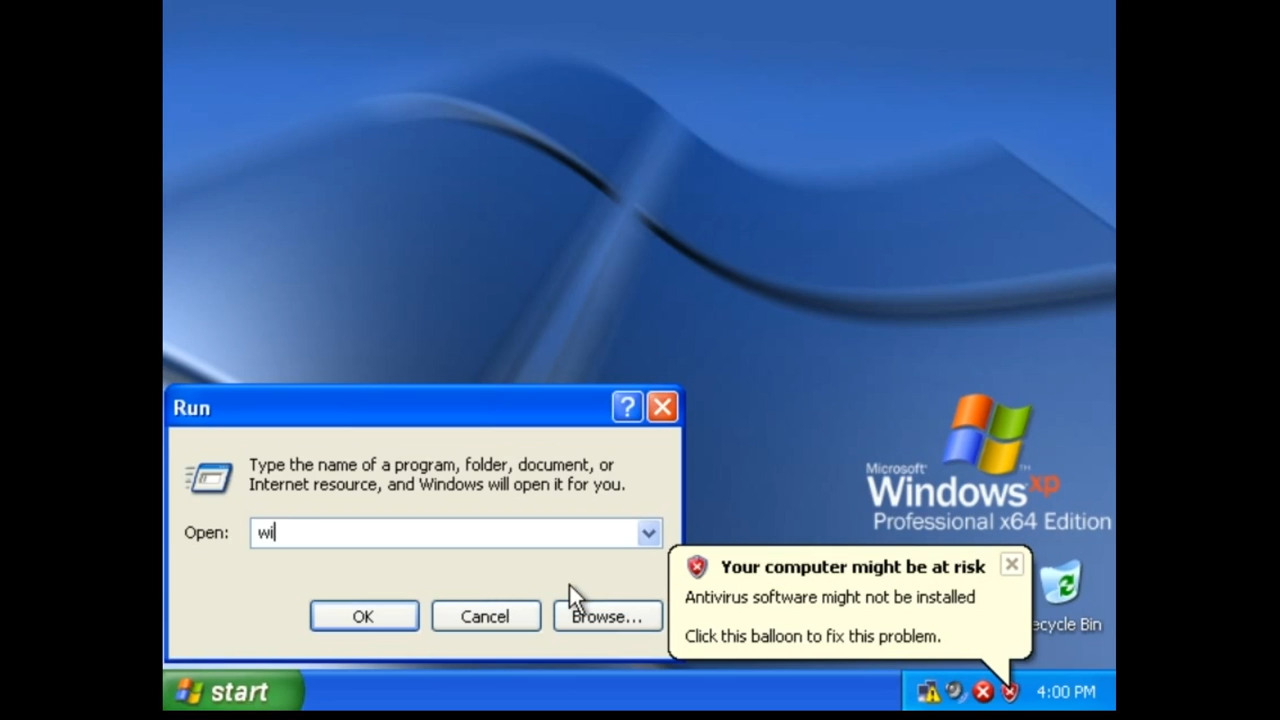 Run
Type the name of a program, folder, document, or
Internet resource, and Windows will open it for you.
Open:
wi
OK
Cancel
Browse...
Microsoft
Windows xp
Professional x64 Edition
Your computer might be at risk
Antivirus software might not be installed
Click this balloon to fix this problem.
ecycle Bin
start
4:00 PM